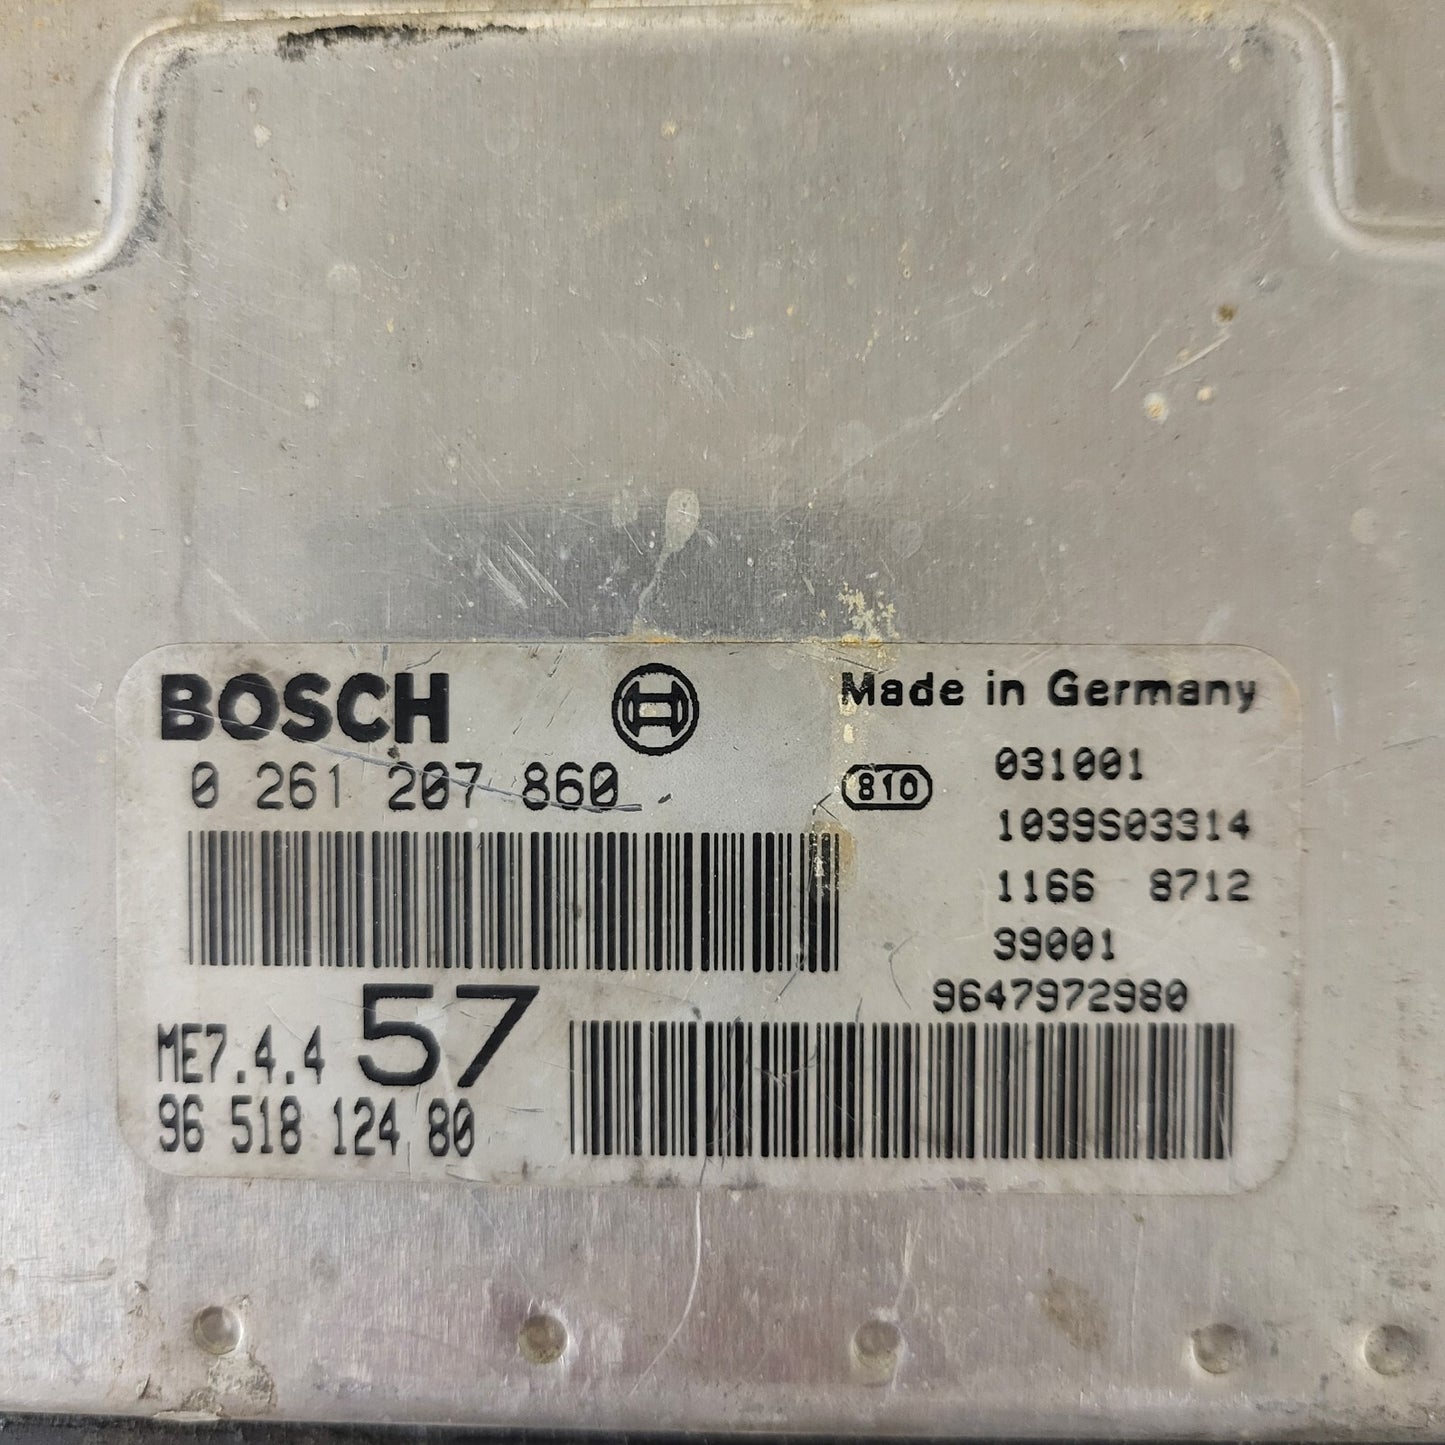 BOSCH
0 261 207 860
Made in Germany
810
031001
1039S03314
1166 8712
39001
9647972980
ME7.4.4 57
96 518 124 80